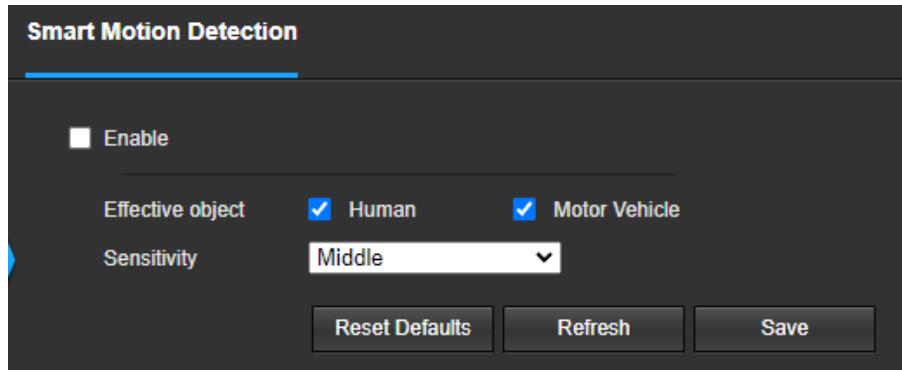 Smart Motion Detection
Enable
Effective object Human Motor Vehicle
Sensitivity Middle
Reset Defaults Refresh Save